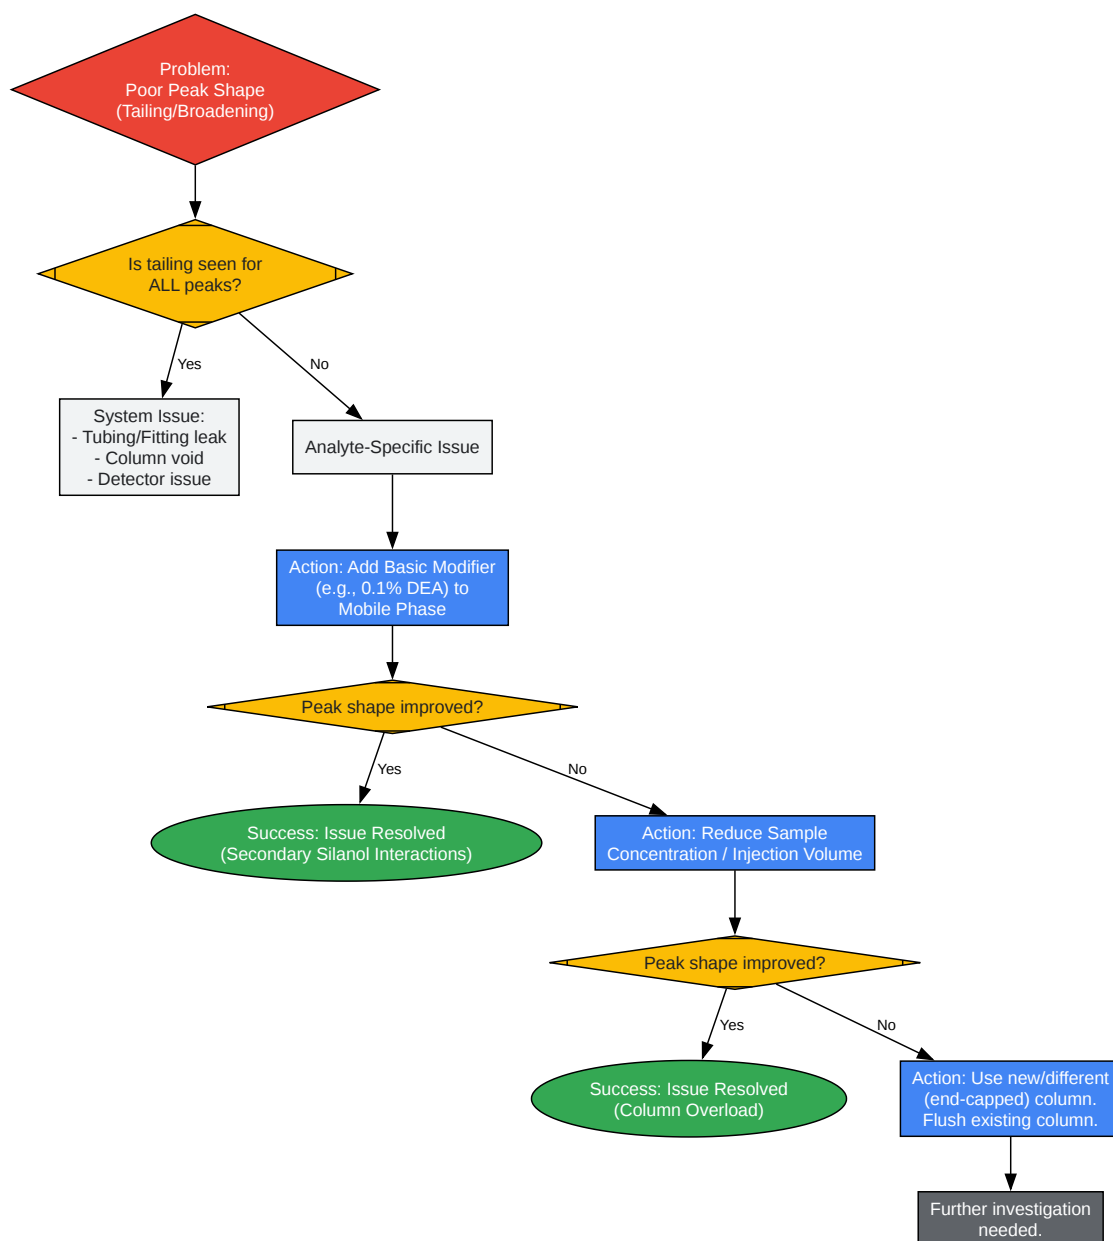 Problem:
Poor Peak Shape
(Tailing/Broadening)
Is tailing seen for
ALL peaks?
Yes
No
System Issue:
- Tubing/Fitting leak
- Column void
- Detector issue
Analyte-Specific Issue
Action: Add Basic Modifier
(e.g., 0.1% DEA) to
Mobile Phase
Peak shape improved?
Yes
No
Success: Issue Resolved
(Secondary Silanol Interactions)
Action: Reduce Sample
Concentration / Injection Volume
Peak shape improved?
Yes
No
Success: Issue Resolved
(Column Overload)
Action: Use new/different
(end-capped) column.
Flush existing column.
Further investigation
needed.